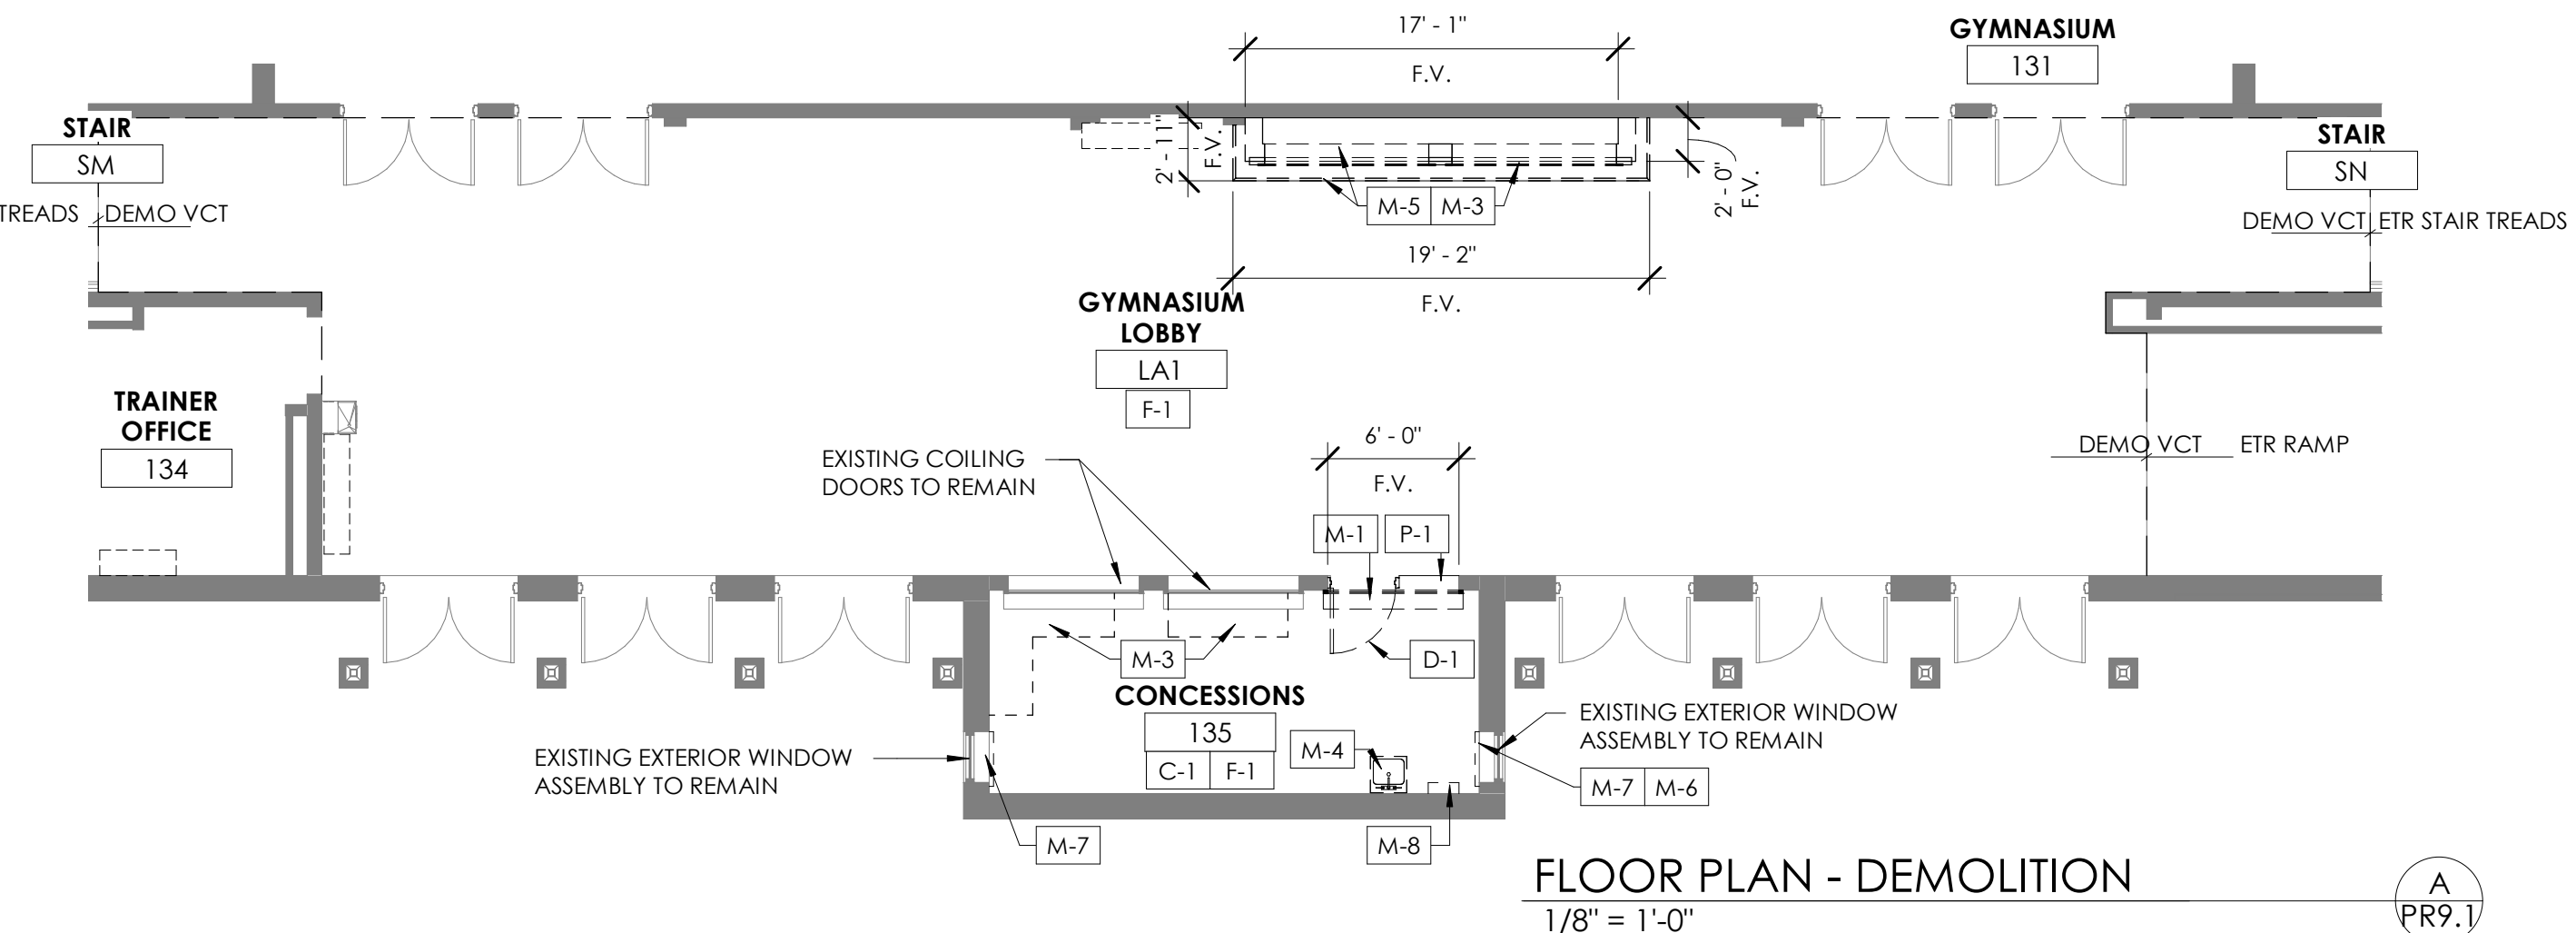 17' - 1"
F.V.
GYMNASIUM
131
STAIR
SM
TREADS
DEMO VCT
2' - 11"
F.V.
M-5
M-3
2' - 0"
F.V.
STAIR
SN
DEMO VCT
ETR STAIR TREADS
19' - 2"
F.V.
GYMNASIUM
LOBBY
LA1
F-1
TRAINER
OFFICE
134
EXISTING COILING
DOORS TO REMAIN
6' - 0"
F.V.
M-1
P-1
DEMO VCT
ETR RAMP
M-3
D-1
CONCESSIONS
135
C-1
F-1
M-4
EXISTING EXTERIOR WINDOW
ASSEMBLY TO REMAIN
EXISTING EXTERIOR WINDOW
ASSEMBLY TO REMAIN
M-7
M-6
M-7
M-8
FLOOR PLAN - DEMOLITION
1/8" = 1'-0"
A
PR9.1